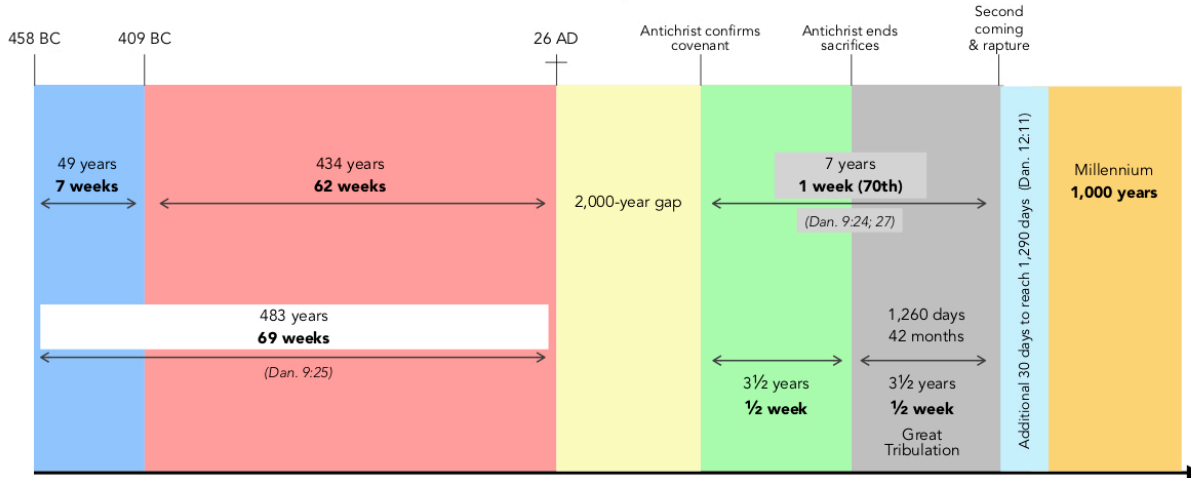 458 BC
409 BC
26 AD
Antichrist confirms
covenant
Antichrist ends
sacrifices
Second
coming
& rapture
49 years
7 weeks
434 years
62 weeks
2,000-year gap
7 years
1 week (70th)
(Dan. 9:24; 27)
Additional 30 days to reach 1,290 days (Dan. 12:11)
Millennium
1,000 years
483 years
69 weeks
(Dan. 9:25)
1,260 days
42 months
3½ years
½ week
3½ years
½ week
Great
Tribulation